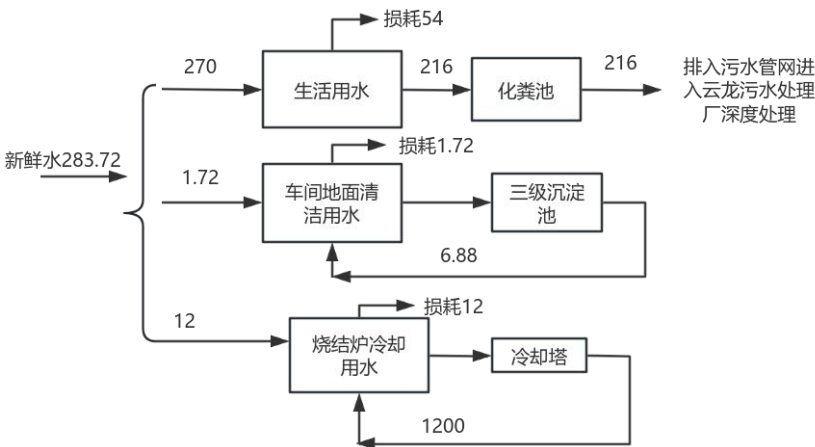 损耗54
270
生活用水
216
化粪池
216
排入污水管网进
入云龙污水处理
厂深度处理
新鲜水283.72
损耗1.72
1.72
车间地面清
洁用水
三级沉淀
池
6.88
损耗12
12
烧结炉冷却
用水
冷却塔
1200